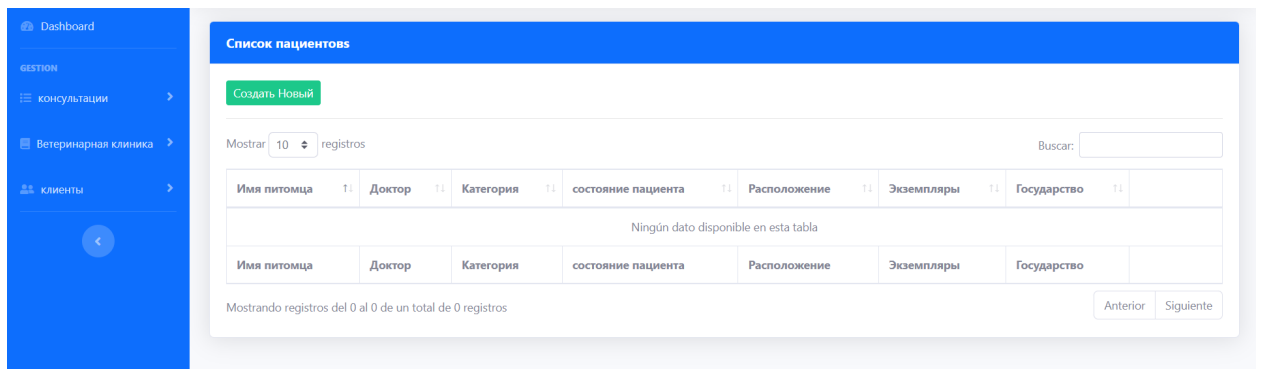 Dashboard
GESTION
консультации
Ветеринарная клиника
клиенты
Список пациентовs
Создать Новый
Mostrar 10 registros
Buscar:
Имя питомца Доктор Категория состояние пациента Расположение Экземпляры Государство
Ningún dato disponible en esta tabla
Имя питомца Доктор Категория состояние пациента Расположение Экземпляры Государство
Mostrando registros del 0 al 0 de un total de 0 registros
Anterior Siguiente